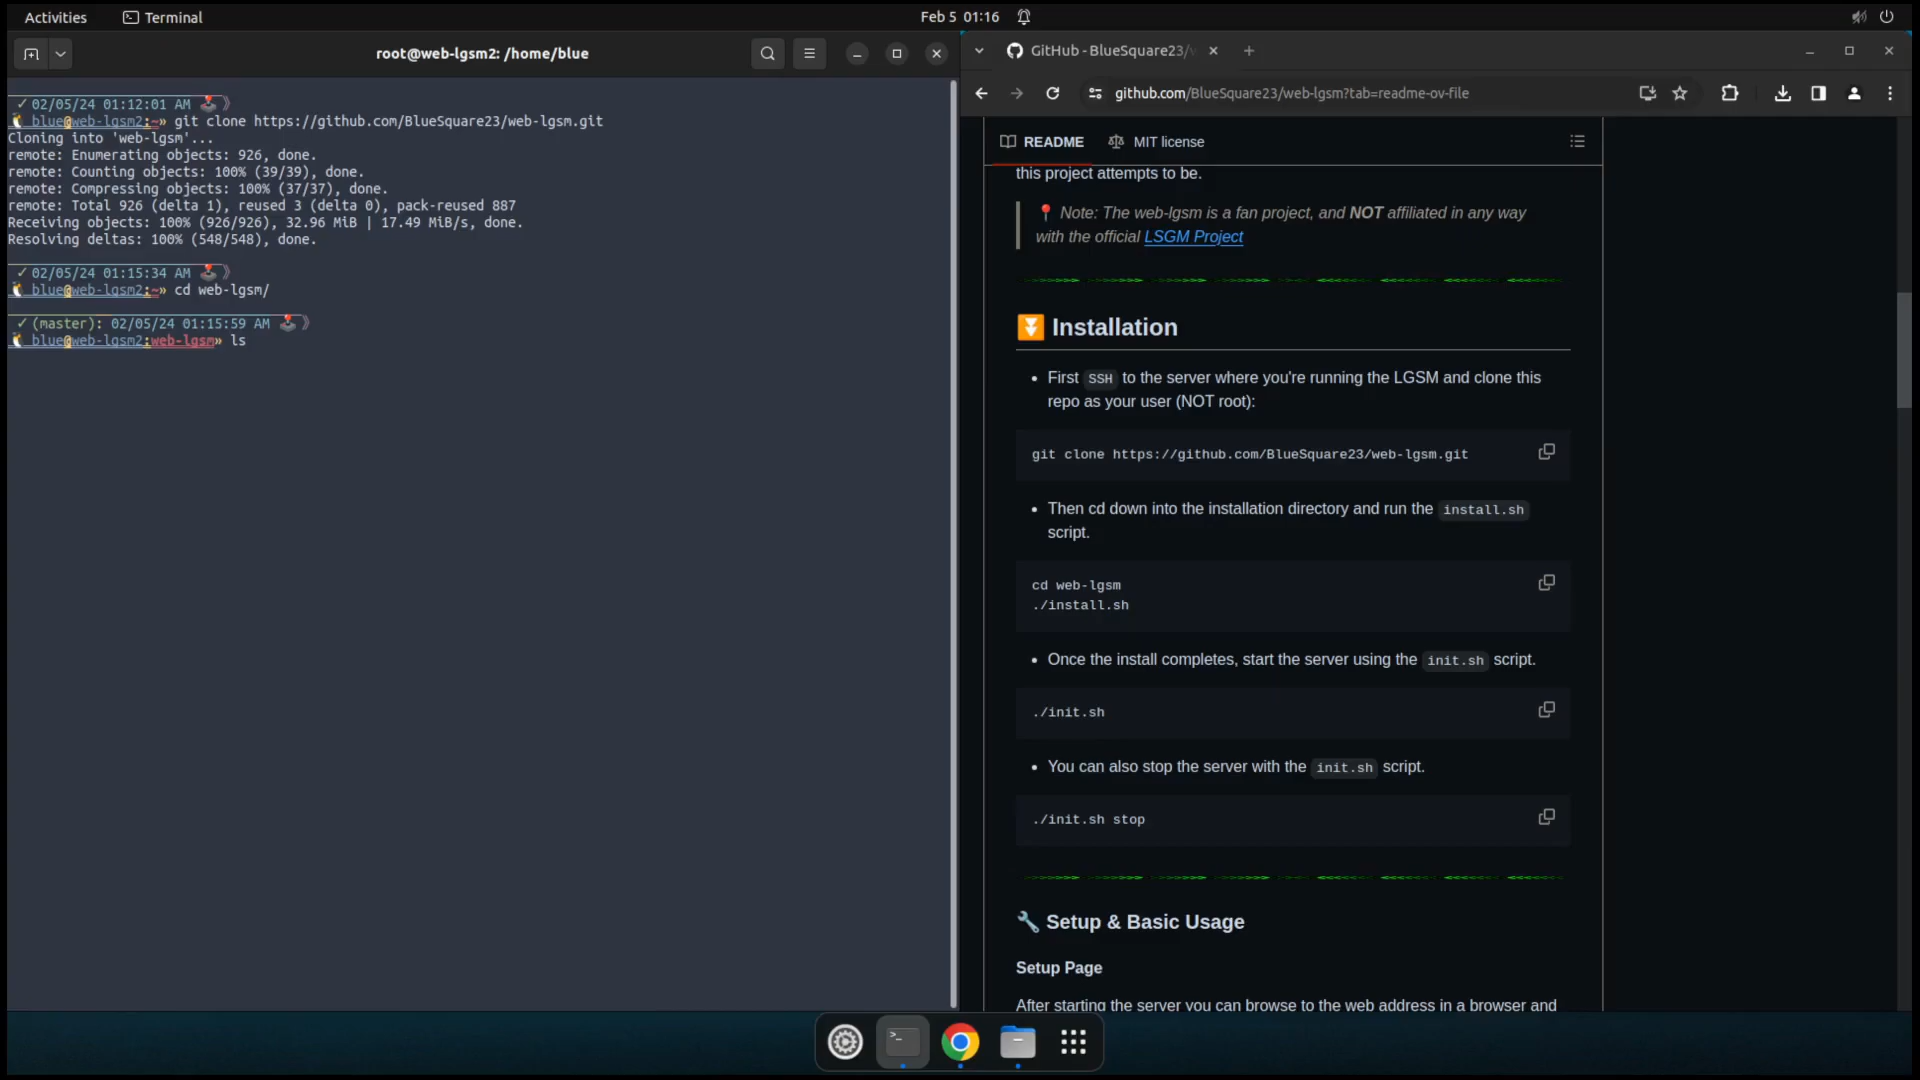 Activities
Terminal
Feb 5 01:16
root@web-lgsm2: /home/blue
✓ 02/05/24 01:12:01 AM 🕹️ 》
🐧 blue@web-lgsm2:~» git clone https://github.com/BlueSquare23/web-lgsm.git
Cloning into 'web-lgsm'...
remote: Enumerating objects: 926, done.
remote: Counting objects: 100% (39/39), done.
remote: Compressing objects: 100% (37/37), done.
remote: Total 926 (delta 1), reused 3 (delta 0), pack-reused 887
Receiving objects: 100% (926/926), 32.96 MiB | 17.49 MiB/s, done.
Resolving deltas: 100% (548/548), done.
✓ 02/05/24 01:15:34 AM 🕹️ 》
🐧 blue@web-lgsm2:~» cd web-lgsm/
✓ (master): 02/05/24 01:15:59 AM 🕹️ 》
🐧 blue@web-lgsm2:web-lgsm» ls
GitHub - BlueSquare23/
github.com/BlueSquare23/web-lgsm?tab=readme-ov-file
README
MIT license
this project attempts to be.
📍 Note: The web-lgsm is a fan project, and NOT affiliated in any way
with the official LSGM Project
⏬ Installation
• First SSH to the server where you're running the LGSM and clone this
repo as your user (NOT root):
git clone https://github.com/BlueSquare23/web-lgsm.git
• Then cd down into the installation directory and run the install.sh
script.
cd web-lgsm
./install.sh
• Once the install completes, start the server using the init.sh script.
./init.sh
• You can also stop the server with the init.sh script.
./init.sh stop
🔧 Setup & Basic Usage
Setup Page
After starting the server you can browse to the web address in a browser and